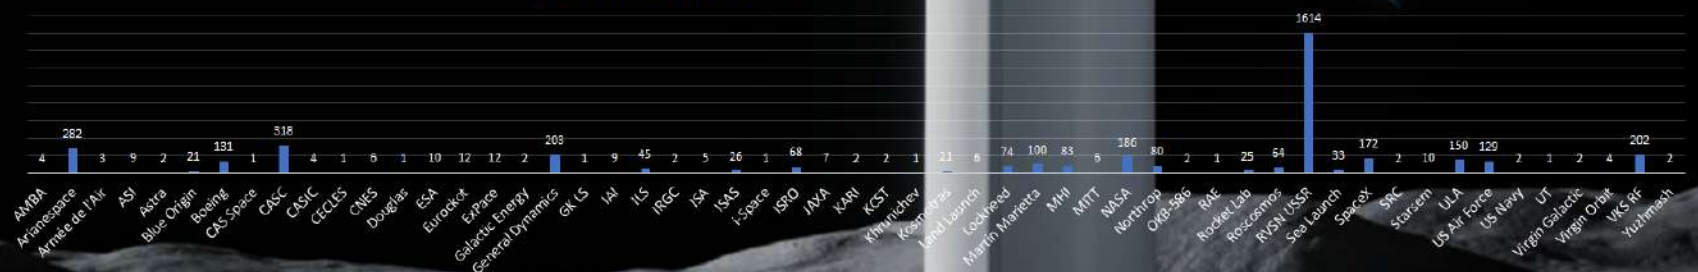 4 282 3 9 2 21 131 1 318 4 1 6 1 10 12 12 2 203 1 9 45 2 5 26 1 68 7 2 2 1 21 6 74 100 83 6 186 80 2 1 25 64 1614 33 172 2 10 150 129 2 1 2 4 202 2
AMBA
Arianespace
Armée de l'Air
ASI
Astra
Blue Origin
Boeing
CAS Space
CASC
CASIC
CECLES
CNES
Douglas
ESA
Eurockot
ExPace
Galactic Energy
General Dynamics
GK LS
IAI
ILS
IRGC
ISA
ISAS
i-Space
ISRO
JAXA
KARI
KCST
Khrunichev
Kosmotras
Land Launch
Lockheed
Martin Marietta
MHI
MITT
NASA
Northrop
OKB-586
RAE
Rocket Lab
Roscosmos
RVSN USSR
Sea Launch
SpaceX
SRC
Starsem
ULA
US Air Force
US Navy
UT
Virgin Galactic
Virgin Orbit
VKS RF
Yuzhmash